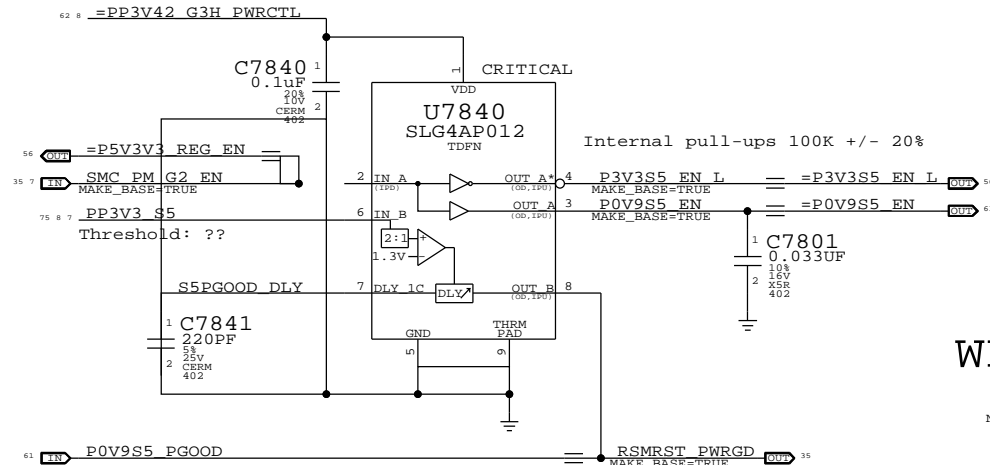 62 8 =PP3V42_G3H_PWRCTL
C7840 1
0.1uF
20%
10V
CERM 2
402
1 CRITICAL
VDD
U7840
SLG4AP012
TDFN
Internal pull-ups 100K +/- 20%
56 OUT =P5V3V3_REG_EN
35 7 IN SMC_PM_G2_EN
MAKE_BASE=TRUE
2 IN_A
(IPD)
OUT_A* 4 P3V3S5_EN_L =P3V3S5_EN_L OUT
(OD,IPU) MAKE_BASE=TRUE
OUT_A 3 P0V9S5_EN =P0V9S5_EN OUT
(OD,IPU) MAKE_BASE=TRUE
75 8 7 PP3V3_S5 6 IN_B
Threshold: ??
2:1 +
1.3V -
1 C7801
0.033UF
10%
16V
2 X5R
402
S5PGOOD_DLY 7 DLY_1C DLY OUT_B 8
(OD,IPU)
1 C7841
220PF
5%
25V
2 CERM
402
GND THRM
PAD
5 9
W
61 IN P0V9S5_PGOOD RSMRST_PWRGD OUT 35
MAKE_BASE=TRUE